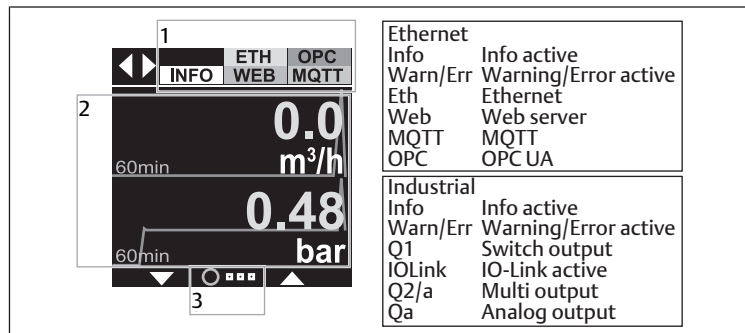 1
ETH OPC
INFO WEB MQTT
2
0.0
60min m³/h
0.48
60min bar
3
Ethernet
Info Info active
Warn/Err Warning/Error active
Eth Ethernet
Web Web server
MQTT MQTT
OPC OPC UA
Industrial
Info Info active
Warn/Err Warning/Error active
Q1 Switch output
IOLink IO-Link active
Q2/a Multi output
Qa Analog output